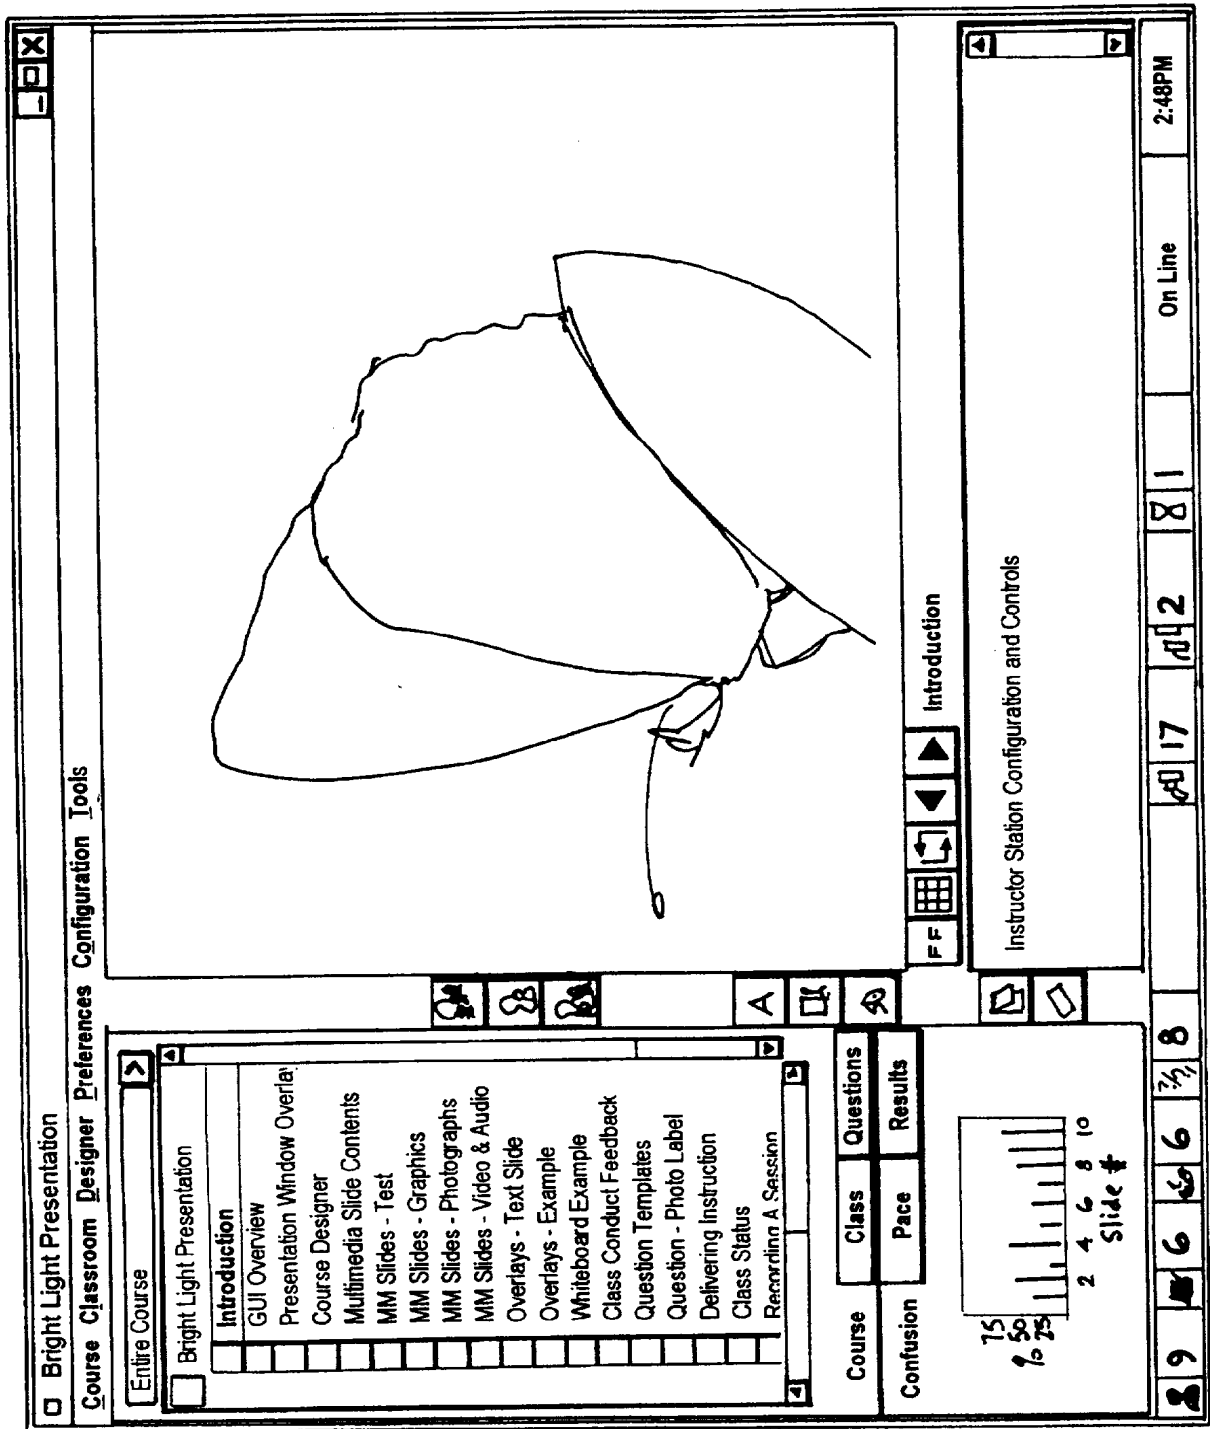 Bright Light Presentation
Course Classroom Designer Preferences Configuration Tools
Entire Course
Bright Light Presentation
Introduction
GUI Overview
Presentation Window Overlay
Course Designer
Multimedia Slide Contents
MM Slides - Test
MM Slides - Graphics
MM Slides - Photographs
MM Slides - Video & Audio
Overlays - Text Slide
Overlays - Example
Whiteboard Example
Class Conduct Feedback
Question Templates
Question - Photo Label
Delivering Instruction
Class Status
Recording A Session
A
FF Introduction
Course Class Questions
Confusion Pace Results
75
% 50
25
2 4 6 8 10
Slide #
Instructor Station Configuration and Controls
9 6 6 8 17 2 1 On Line 2:48PM